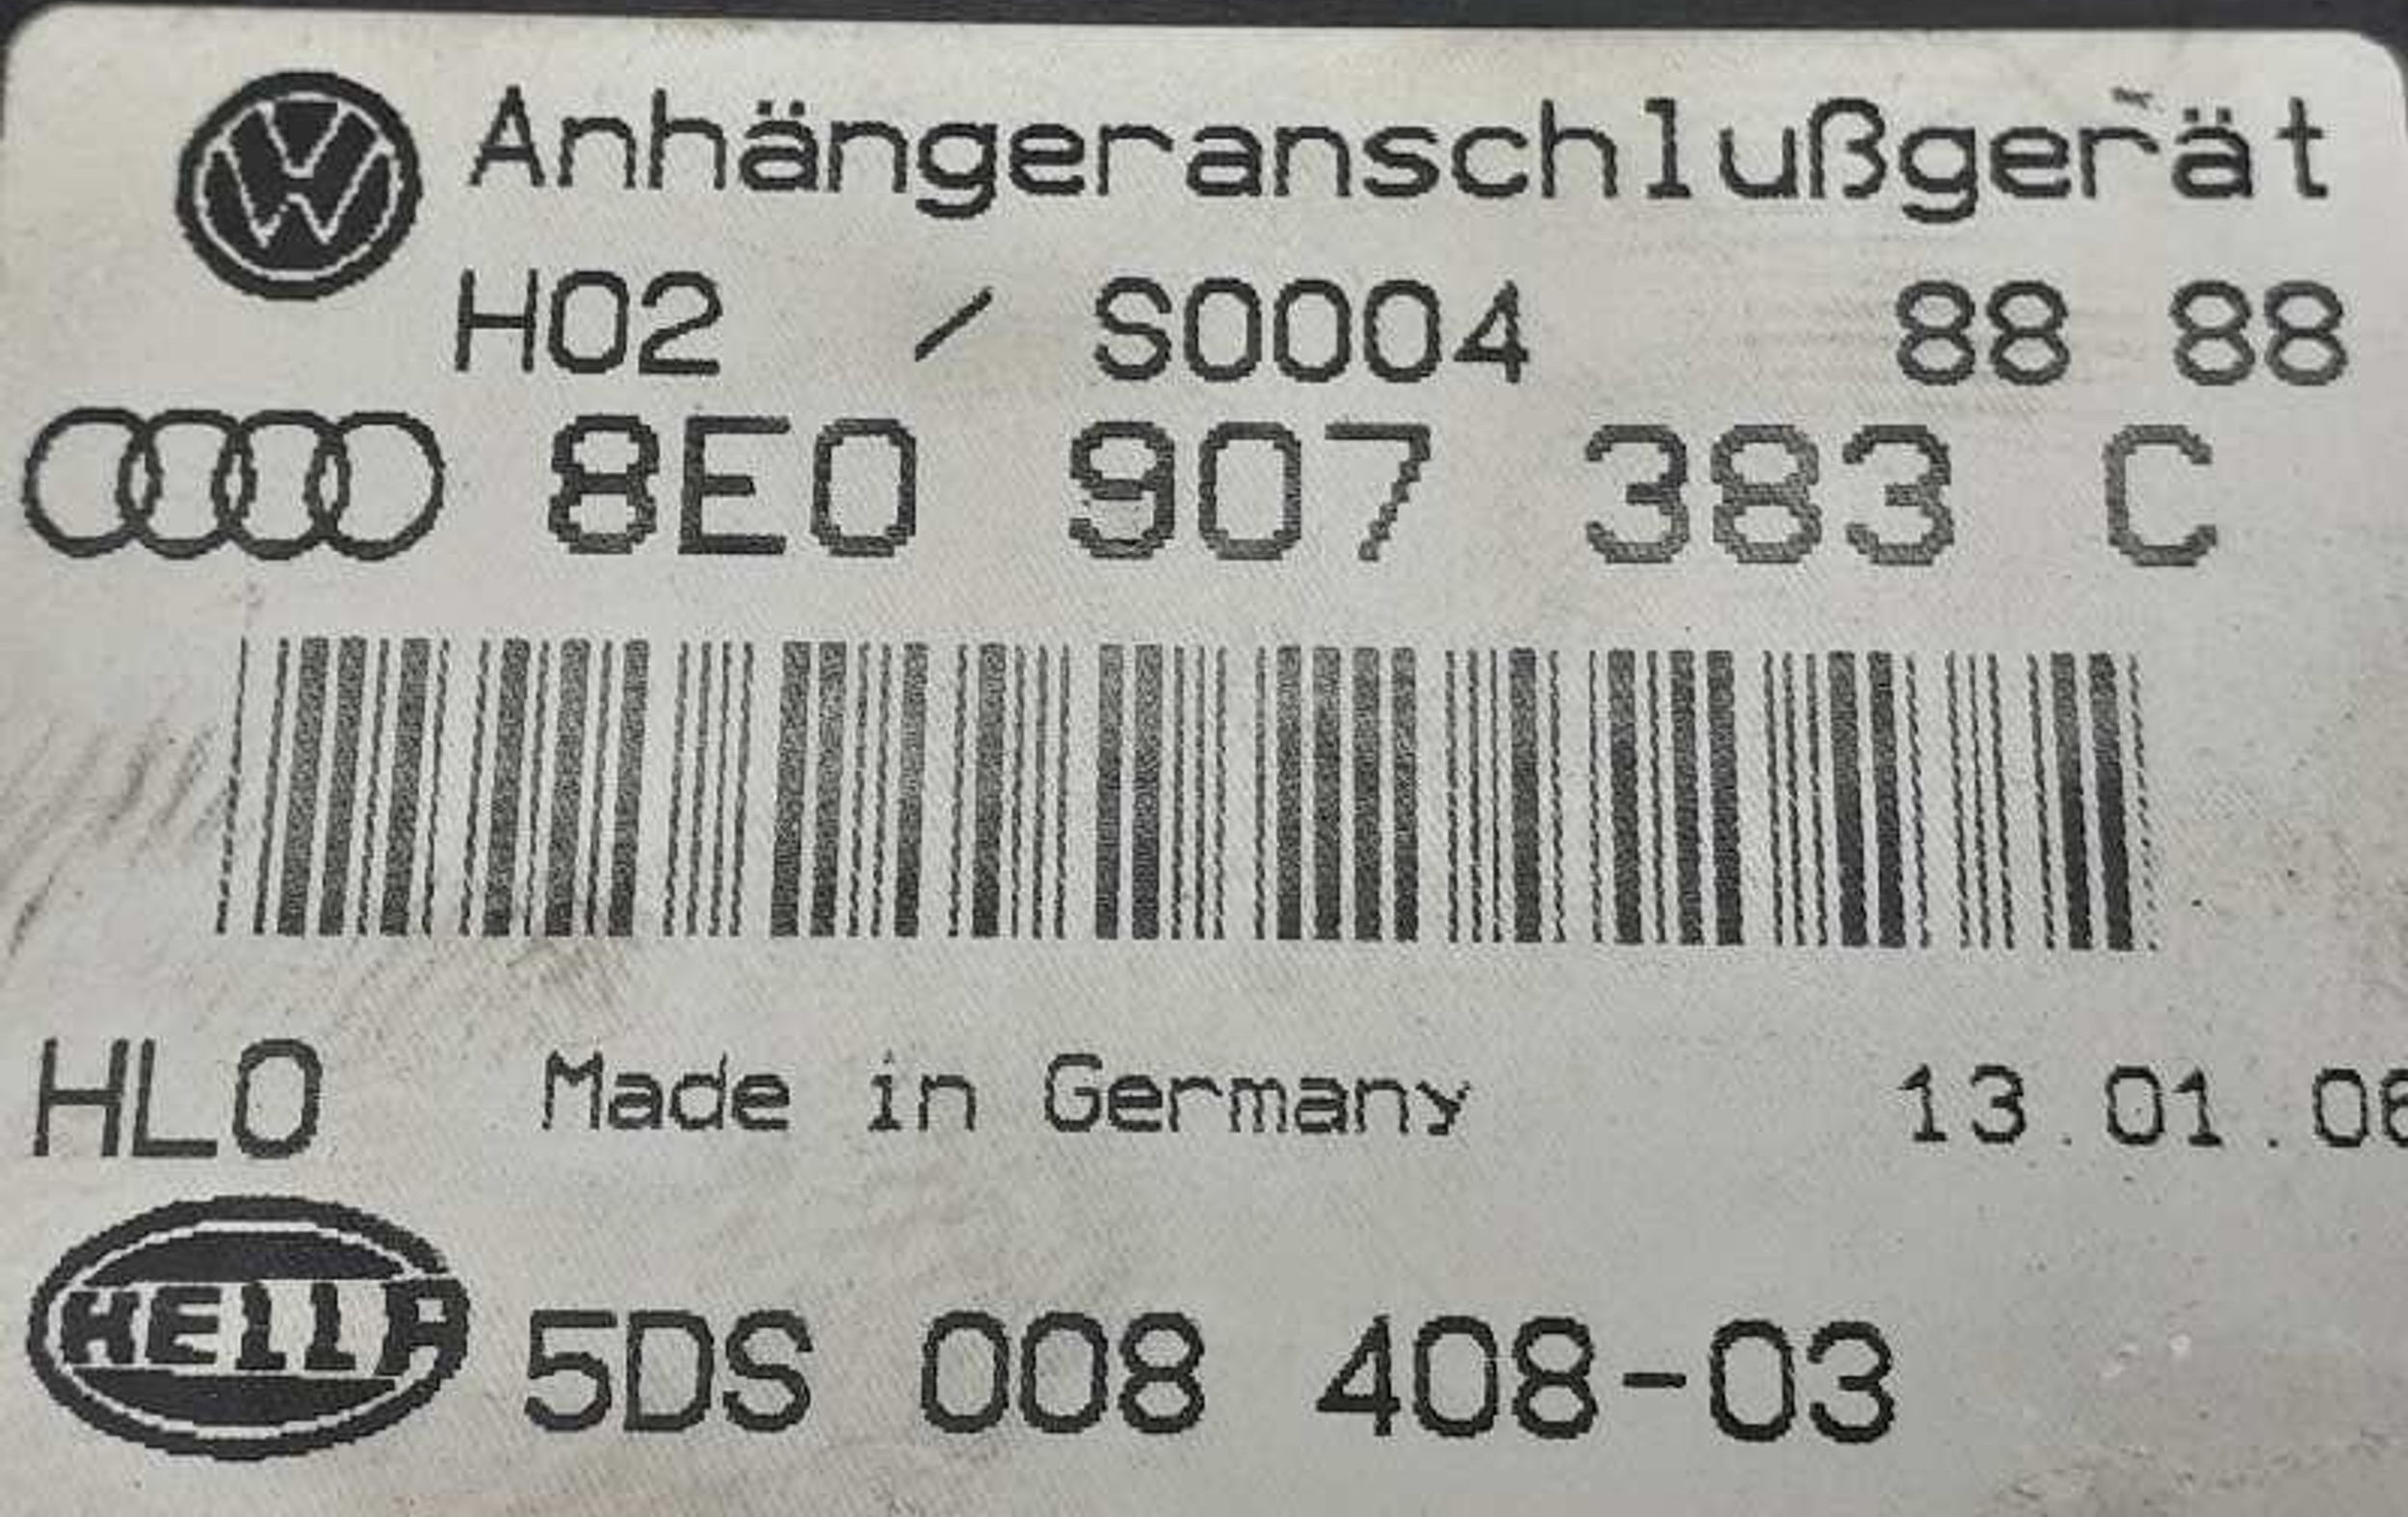 Anhängeranschlußgerät
H02 / S0004 88 88
8E0 907 383 C
HLO Made in Germany 13.01.06
HELLA 5DS 008 408-03